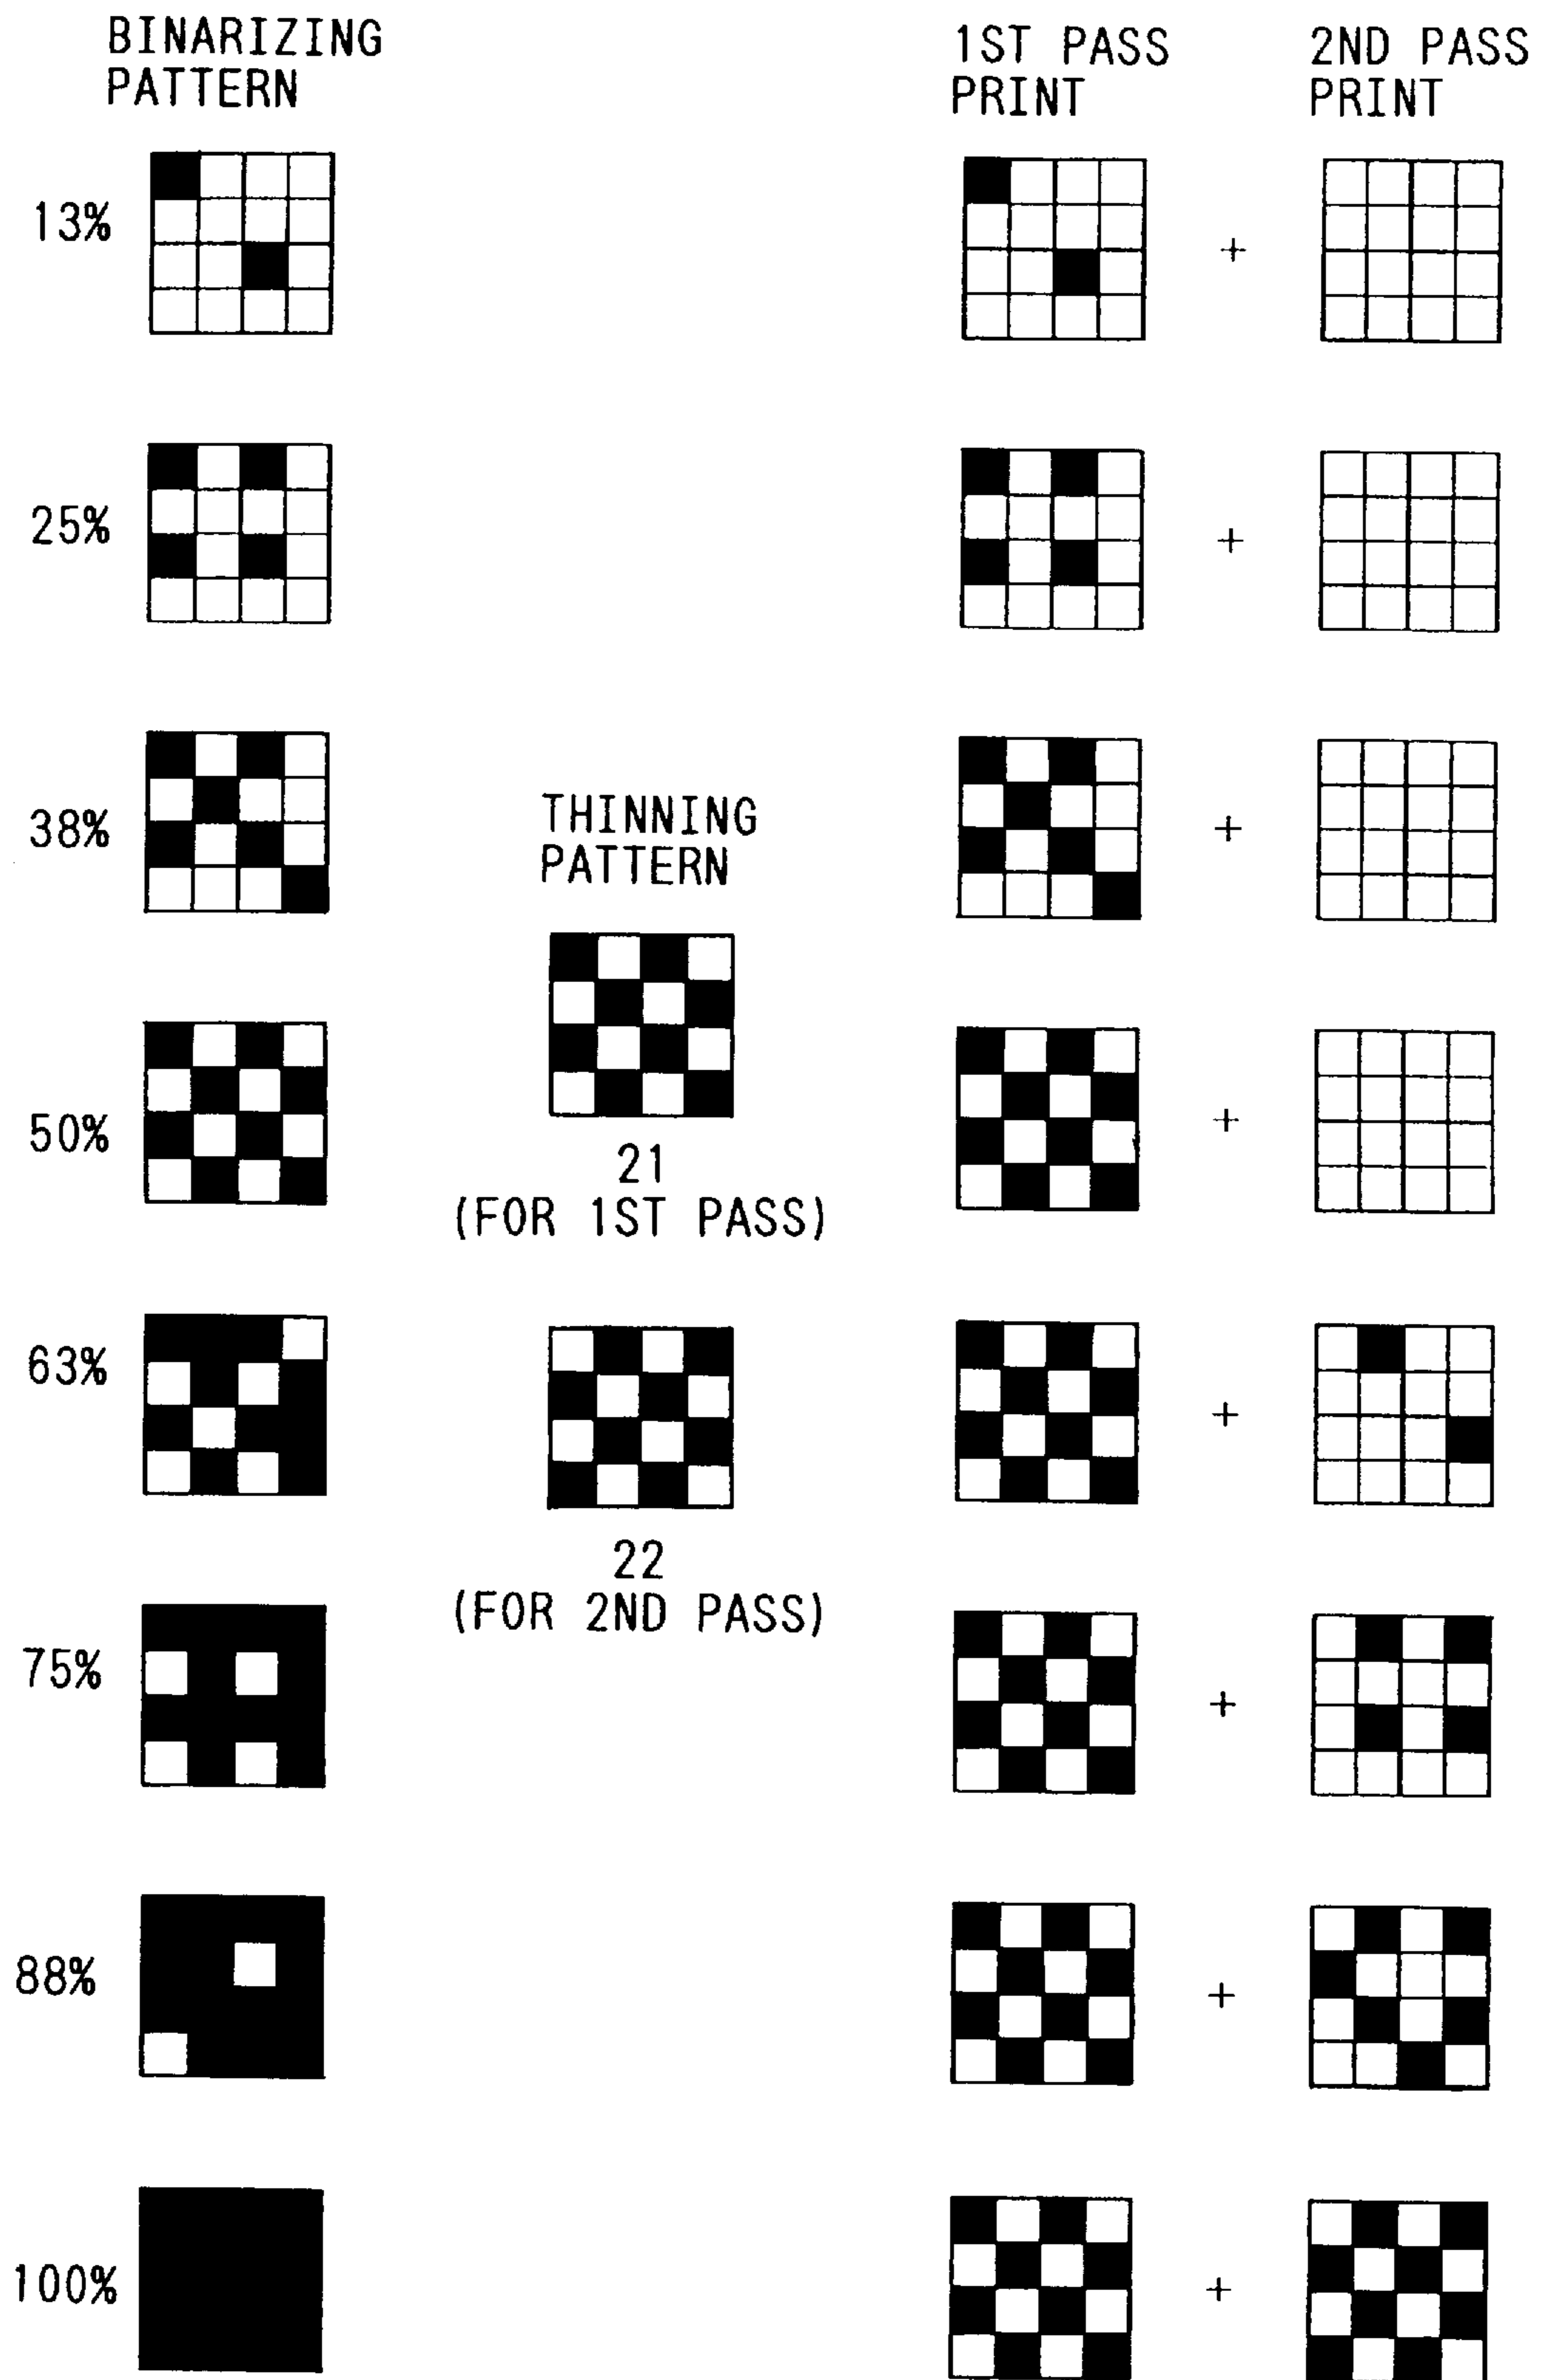 BINARIZING
PATTERN
1ST PASS
PRINT
2ND PASS
PRINT
13%
+
25%
+
38%
+
THINNING
PATTERN
50%
+
21
(FOR 1ST PASS)
63%
+
22
(FOR 2ND PASS)
75%
+
88%
+
100%
+